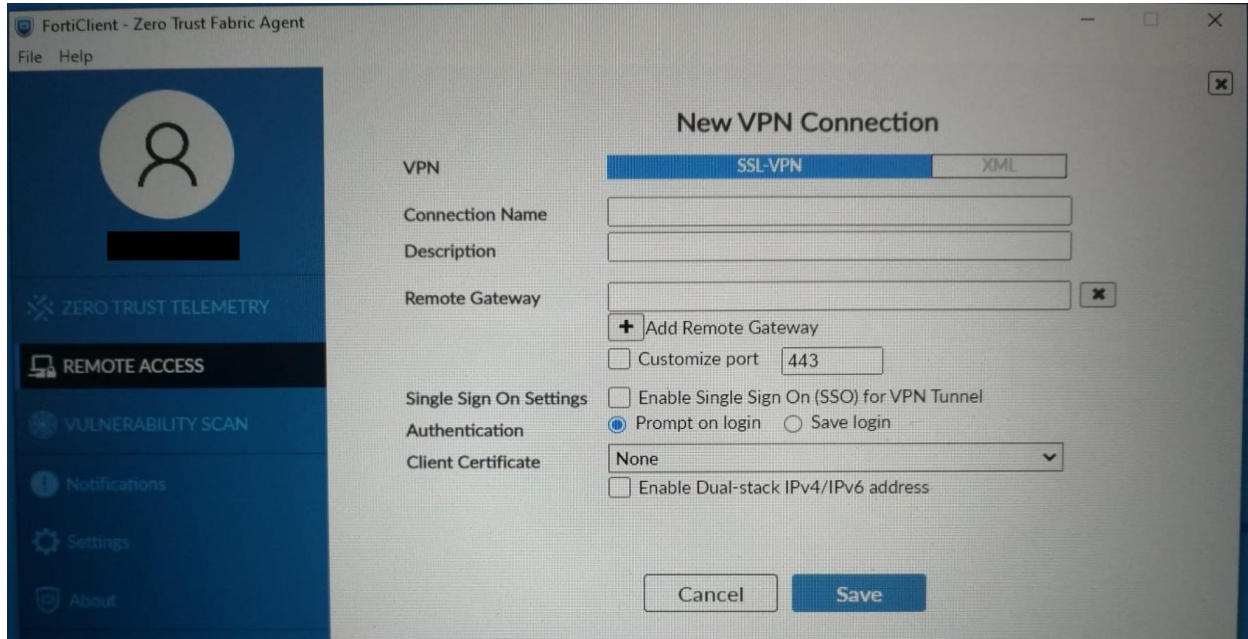 FortiClient - Zero Trust Fabric Agent
File Help
New VPN Connection
VPN SSL-VPN XML
Connection Name
Description
ZERO TRUST TELEMETRY
Remote Gateway
Add Remote Gateway
REMOTE ACCESS
Customize port 443
Single Sign On Settings Enable Single Sign On (SSO) for VPN Tunnel
VULNERABILITY SCAN
Authentication Prompt on login Save login
Client Certificate None
Notifications
Enable Dual-stack IPv4/IPv6 address
Settings
About
Cancel Save